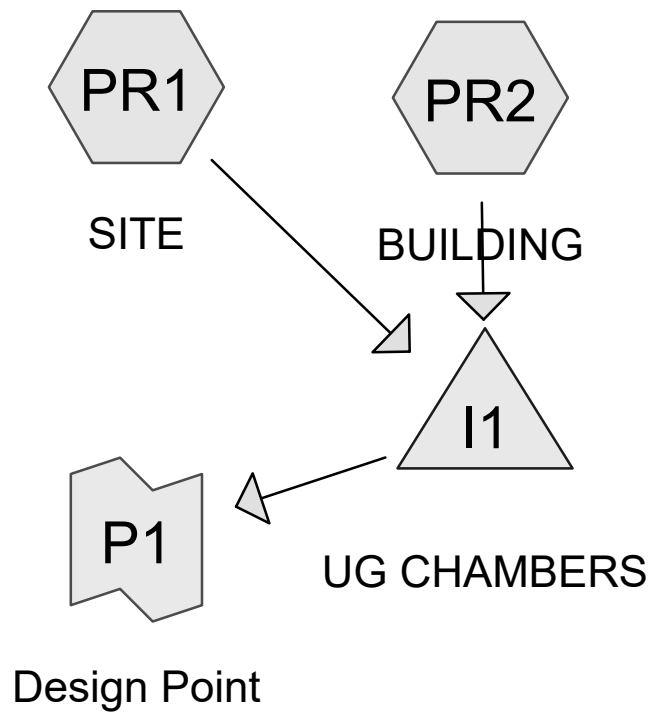 PR1
PR2
SITE
BUILDING
I1
P1
UG CHAMBERS
Design Point